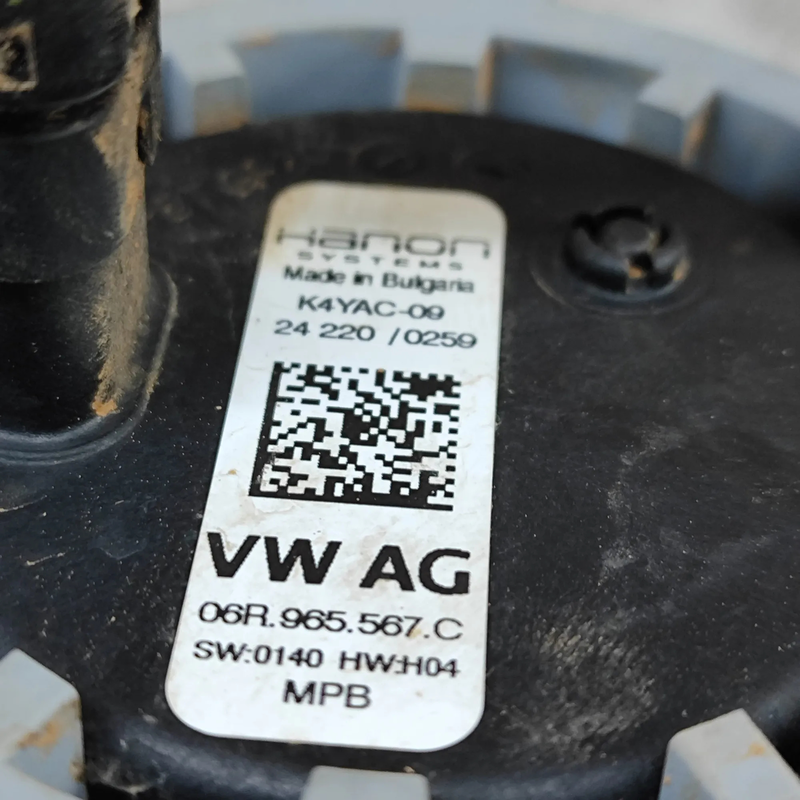 Hanon
SYSTEMS
Made in Bulgaria
K4YAC-09
24 220 /0259
VW AG
06R.965.567.C
SW:0140 HW:H04
MPB